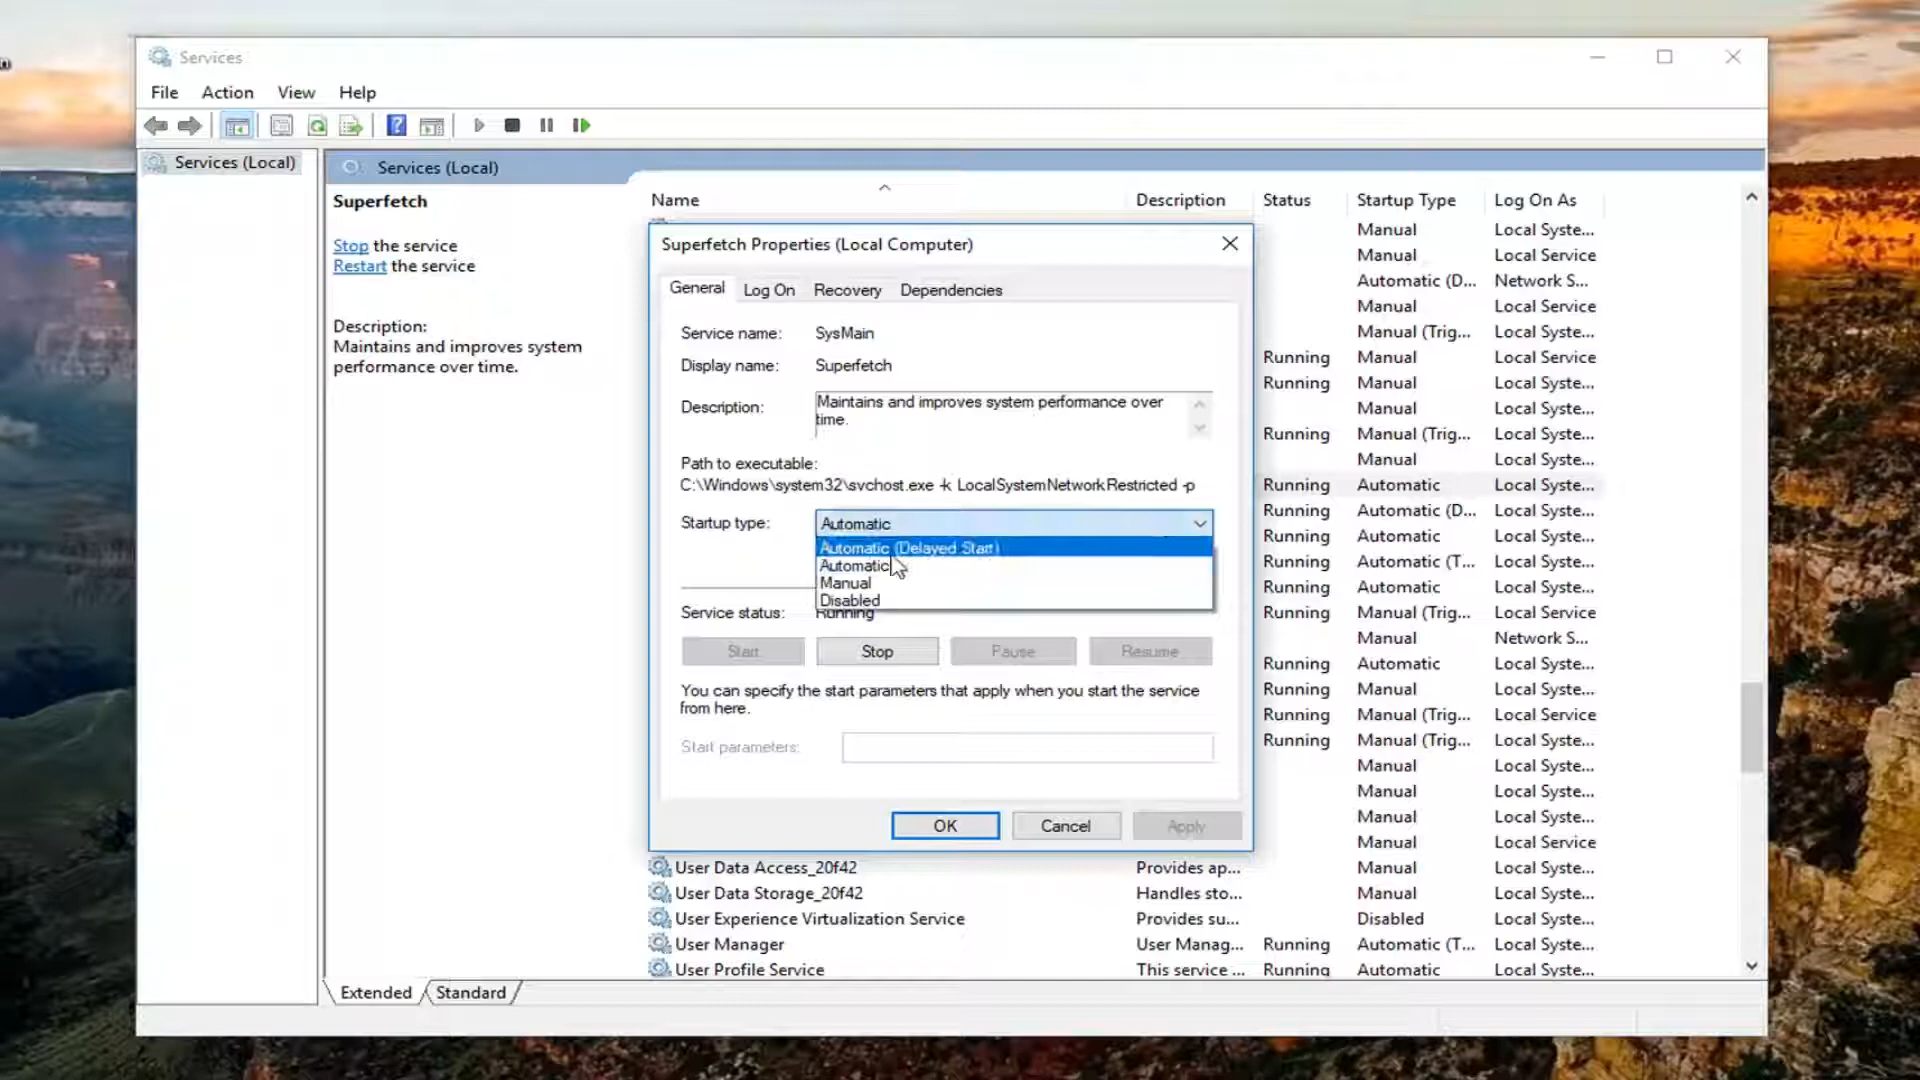 Services
File Action View Help
Services (Local)
Services (Local)
Superfetch
Stop the service
Restart the service
Description:
Maintains and improves system
performance over time.
Name Description Status Startup Type Log On As
Manual Local Syste...
Manual Local Service
Automatic (D... Network S...
Manual Local Service
Manual (Trig... Local Syste...
Running Manual Local Service
Running Manual Local Syste...
Manual Local Syste...
Running Manual (Trig... Local Syste...
Manual Local Syste...
Running Automatic Local Syste...
Running Automatic (D... Local Syste...
Running Automatic Local Syste...
Running Automatic (T... Local Syste...
Running Automatic Local Syste...
Running Manual (Trig... Local Service
Manual Network S...
Running Automatic Local Syste...
Running Manual Local Syste...
Running Manual (Trig... Local Service
Running Manual (Trig... Local Syste...
Manual Local Syste...
Manual Local Syste...
Manual Local Syste...
Manual Local Service
Superfetch Properties (Local Computer)
General Log On Recovery Dependencies
Service name: SysMain
Display name: Superfetch
Description: Maintains and improves system performance over
time.
Path to executable:
C:\Windows\system32\svchost.exe -k LocalSystemNetworkRestricted -p
Startup type: Automatic
Automatic (Delayed Start)
Automatic
Manual
Disabled
Service status: Running
Start Stop Pause Resume
You can specify the start parameters that apply when you start the service
from here.
Start parameters:
OK Cancel Apply
User Data Access_20f42 Provides ap... Manual Local Syste...
User Data Storage_20f42 Handles sto... Manual Local Syste...
User Experience Virtualization Service Provides su... Disabled Local Syste...
User Manager User Manag... Running Automatic (T... Local Syste...
User Profile Service This service ... Running Automatic Local Syste...
Extended Standard